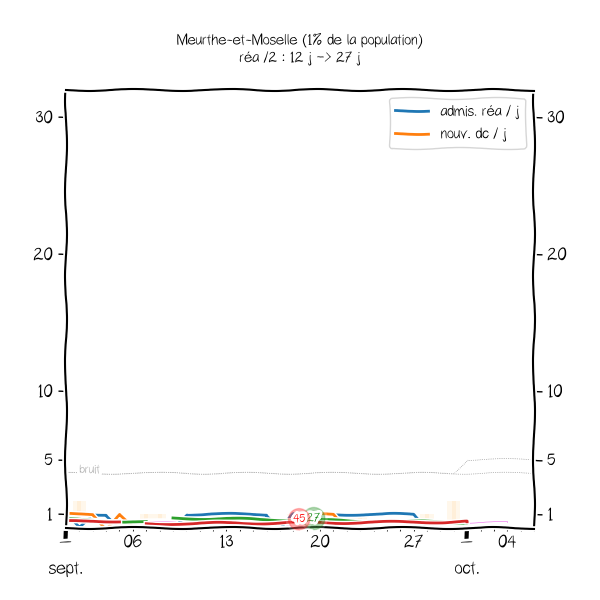 Meurthe-et-Moselle (1% de la population)
réa /2 : 12 j -> 27 j
admis. réa / j
nouv. dc / j
30
30
20
20
10
10
5
5
bruit
1
1
45
27
06
13
20
27
04
sept.
oct.